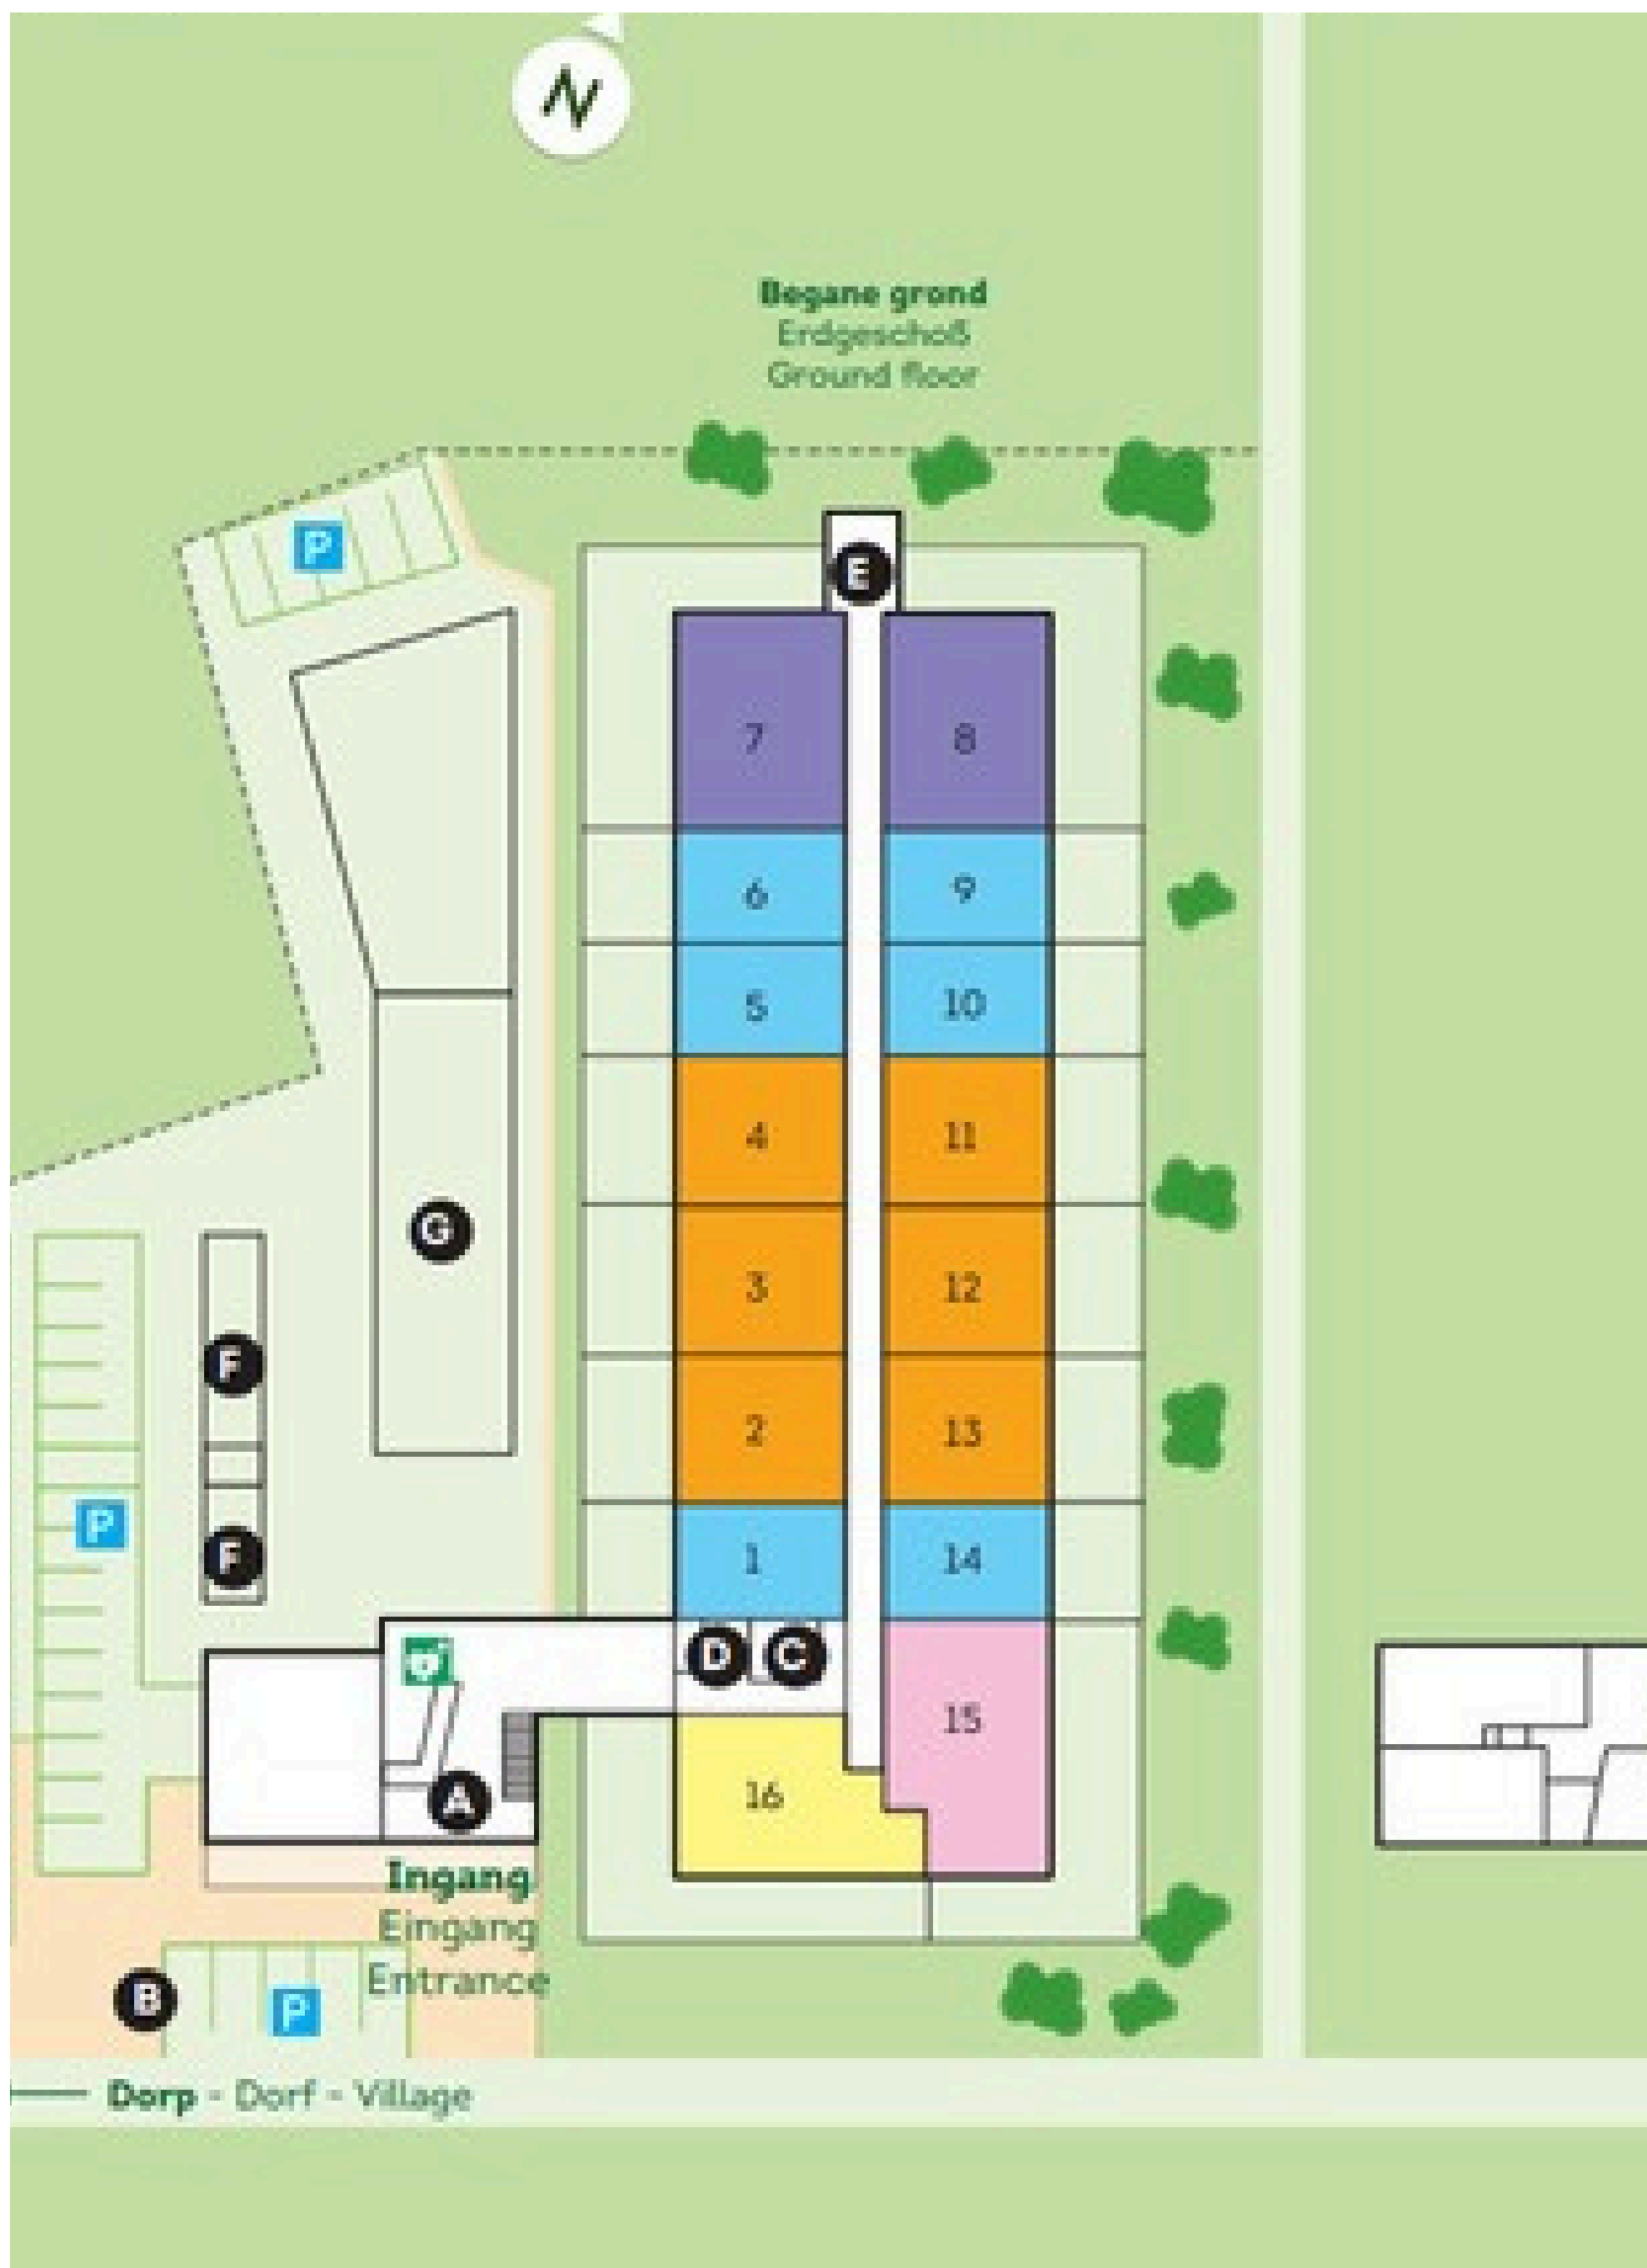 N
Begane grond
Erdgeschoß
Ground floor
P
E
7
8
6
9
5
10
4
11
G
3
12
F
2
13
P
F
1
14
D
C
15
16
A
Ingang
Eingang
Entrance
B
P
Dorp - Dorf - Village